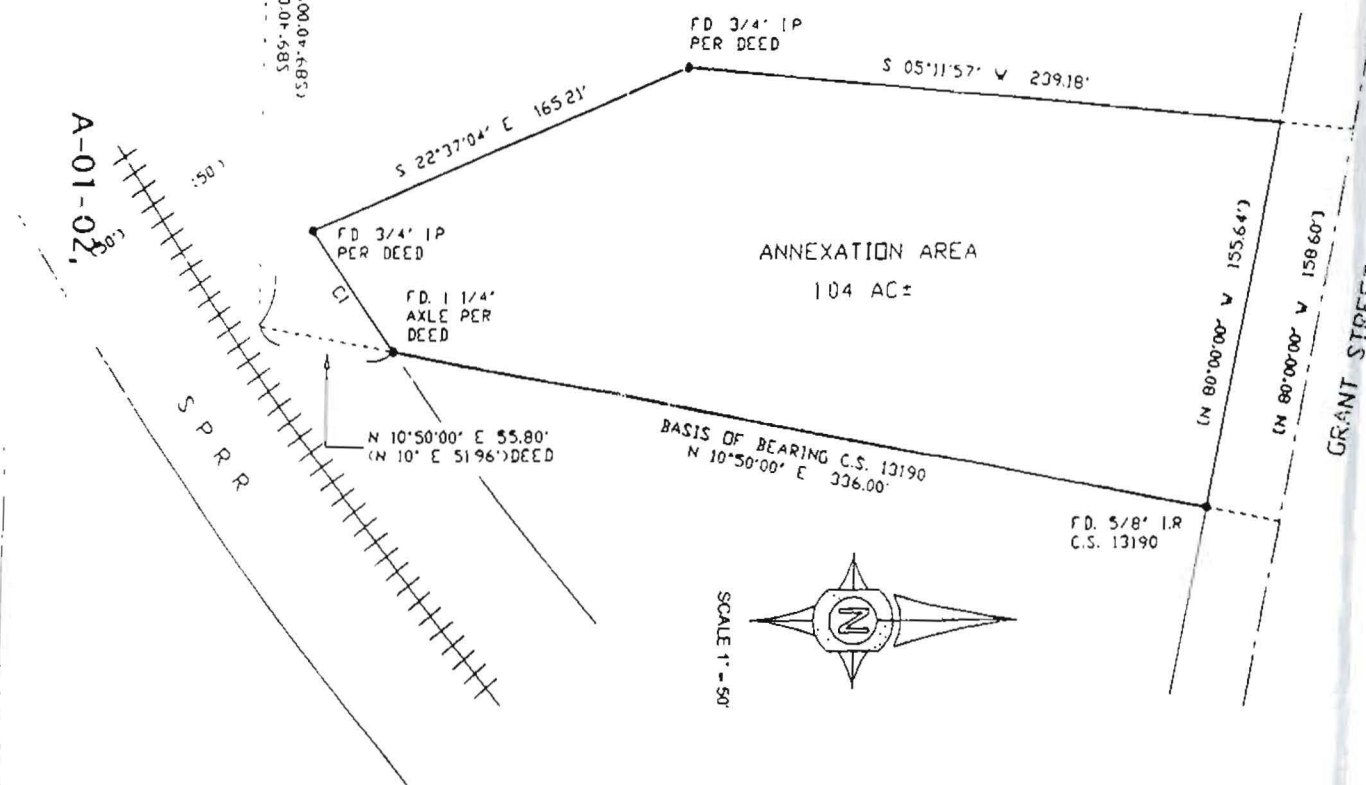 FD 3/4" IP
PER DEED
S 05°11'57" W 239.18'
S 22°37'04" E 165.21'
A-01-02,
(50')
(50')
FD 3/4" IP
PER DEED
C1
FD. 1 1/4"
AXLE PER
DEED
ANNEXATION AREA
1 04 AC±
(N 80°00'00" W 155.64')
(N 80°00'00" W 158 60')
GRANT STREET
S P R R
N 10°50'00" E 55.80'
(N 10° E 51 96')DEED
BASIS OF BEARING C.S. 13190
N 10°50'00" E 336.00'
FD. 5/8" I.R
C.S. 13190
N
SCALE 1" = 50'